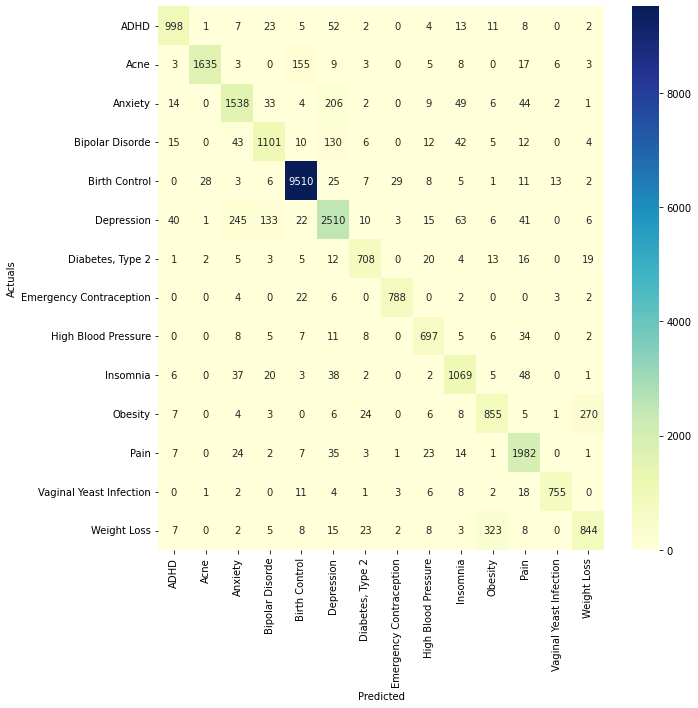 ADHD 998 1 7 23 5 52 2 0 4 13 11 8 0 2
Acne 3 1635 3 0 155 9 3 0 5 8 0 17 6 3
Anxiety 14 0 1538 33 4 206 2 0 9 49 6 44 2 1
Bipolar Disorde 15 0 43 1101 10 130 6 0 12 42 5 12 0 4
Birth Control 0 28 3 6 9510 25 7 29 8 5 1 11 13 2
Depression 40 1 245 133 22 2510 10 3 15 63 6 41 0 6
Diabetes, Type 2 1 2 5 3 5 12 708 0 20 4 13 16 0 19
Emergency Contraception 0 0 4 0 22 6 0 788 0 2 0 0 3 2
High Blood Pressure 0 0 8 5 7 11 8 0 697 5 6 34 0 2
Insomnia 6 0 37 20 3 38 2 0 2 1069 5 48 0 1
Obesity 7 0 4 3 0 6 24 0 6 8 855 5 1 270
Pain 7 0 24 2 7 35 3 1 23 14 1 1982 0 1
Vaginal Yeast Infection 0 1 2 0 11 4 1 3 6 8 2 18 755 0
Weight Loss 7 0 2 5 8 15 23 2 8 3 323 8 0 844
Actuals
ADHD
Acne
Anxiety
Bipolar Disorde
Birth Control
Depression
Diabetes, Type 2
Emergency Contraception
High Blood Pressure
Insomnia
Obesity
Pain
Vaginal Yeast Infection
Weight Loss
Predicted
8000
6000
4000
2000
0